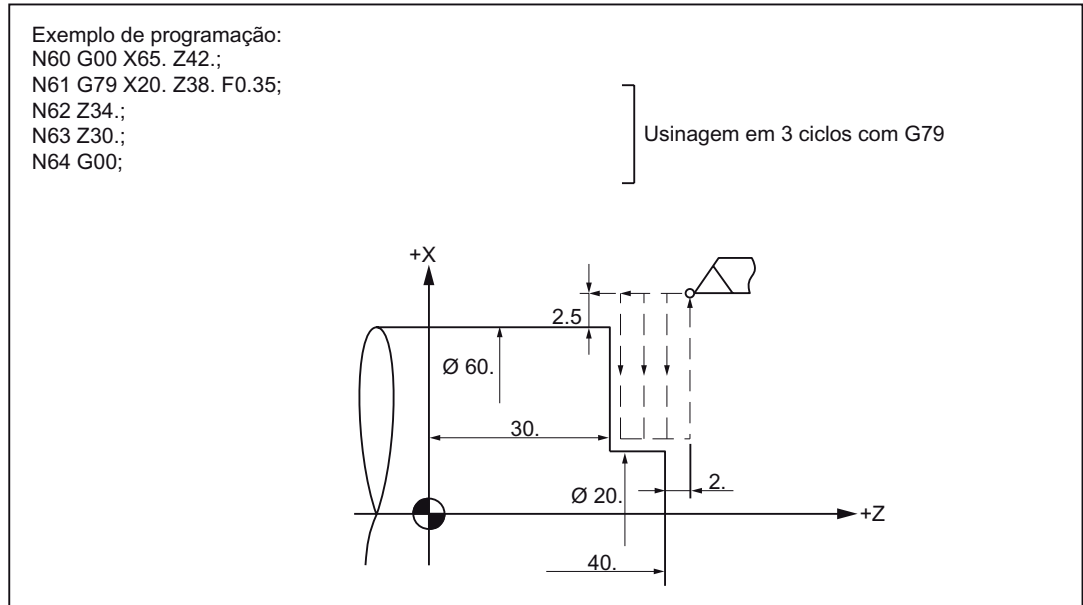 Exemplo de programação:
N60 G00 X65. Z42.;
N61 G79 X20. Z38. F0.35;
N62 Z34.;
N63 Z30.;
N64 G00;
Usinagem em 3 ciclos com G79
+X
2.5
Ø 60.
30.
Ø 20.
2.
+Z
40.